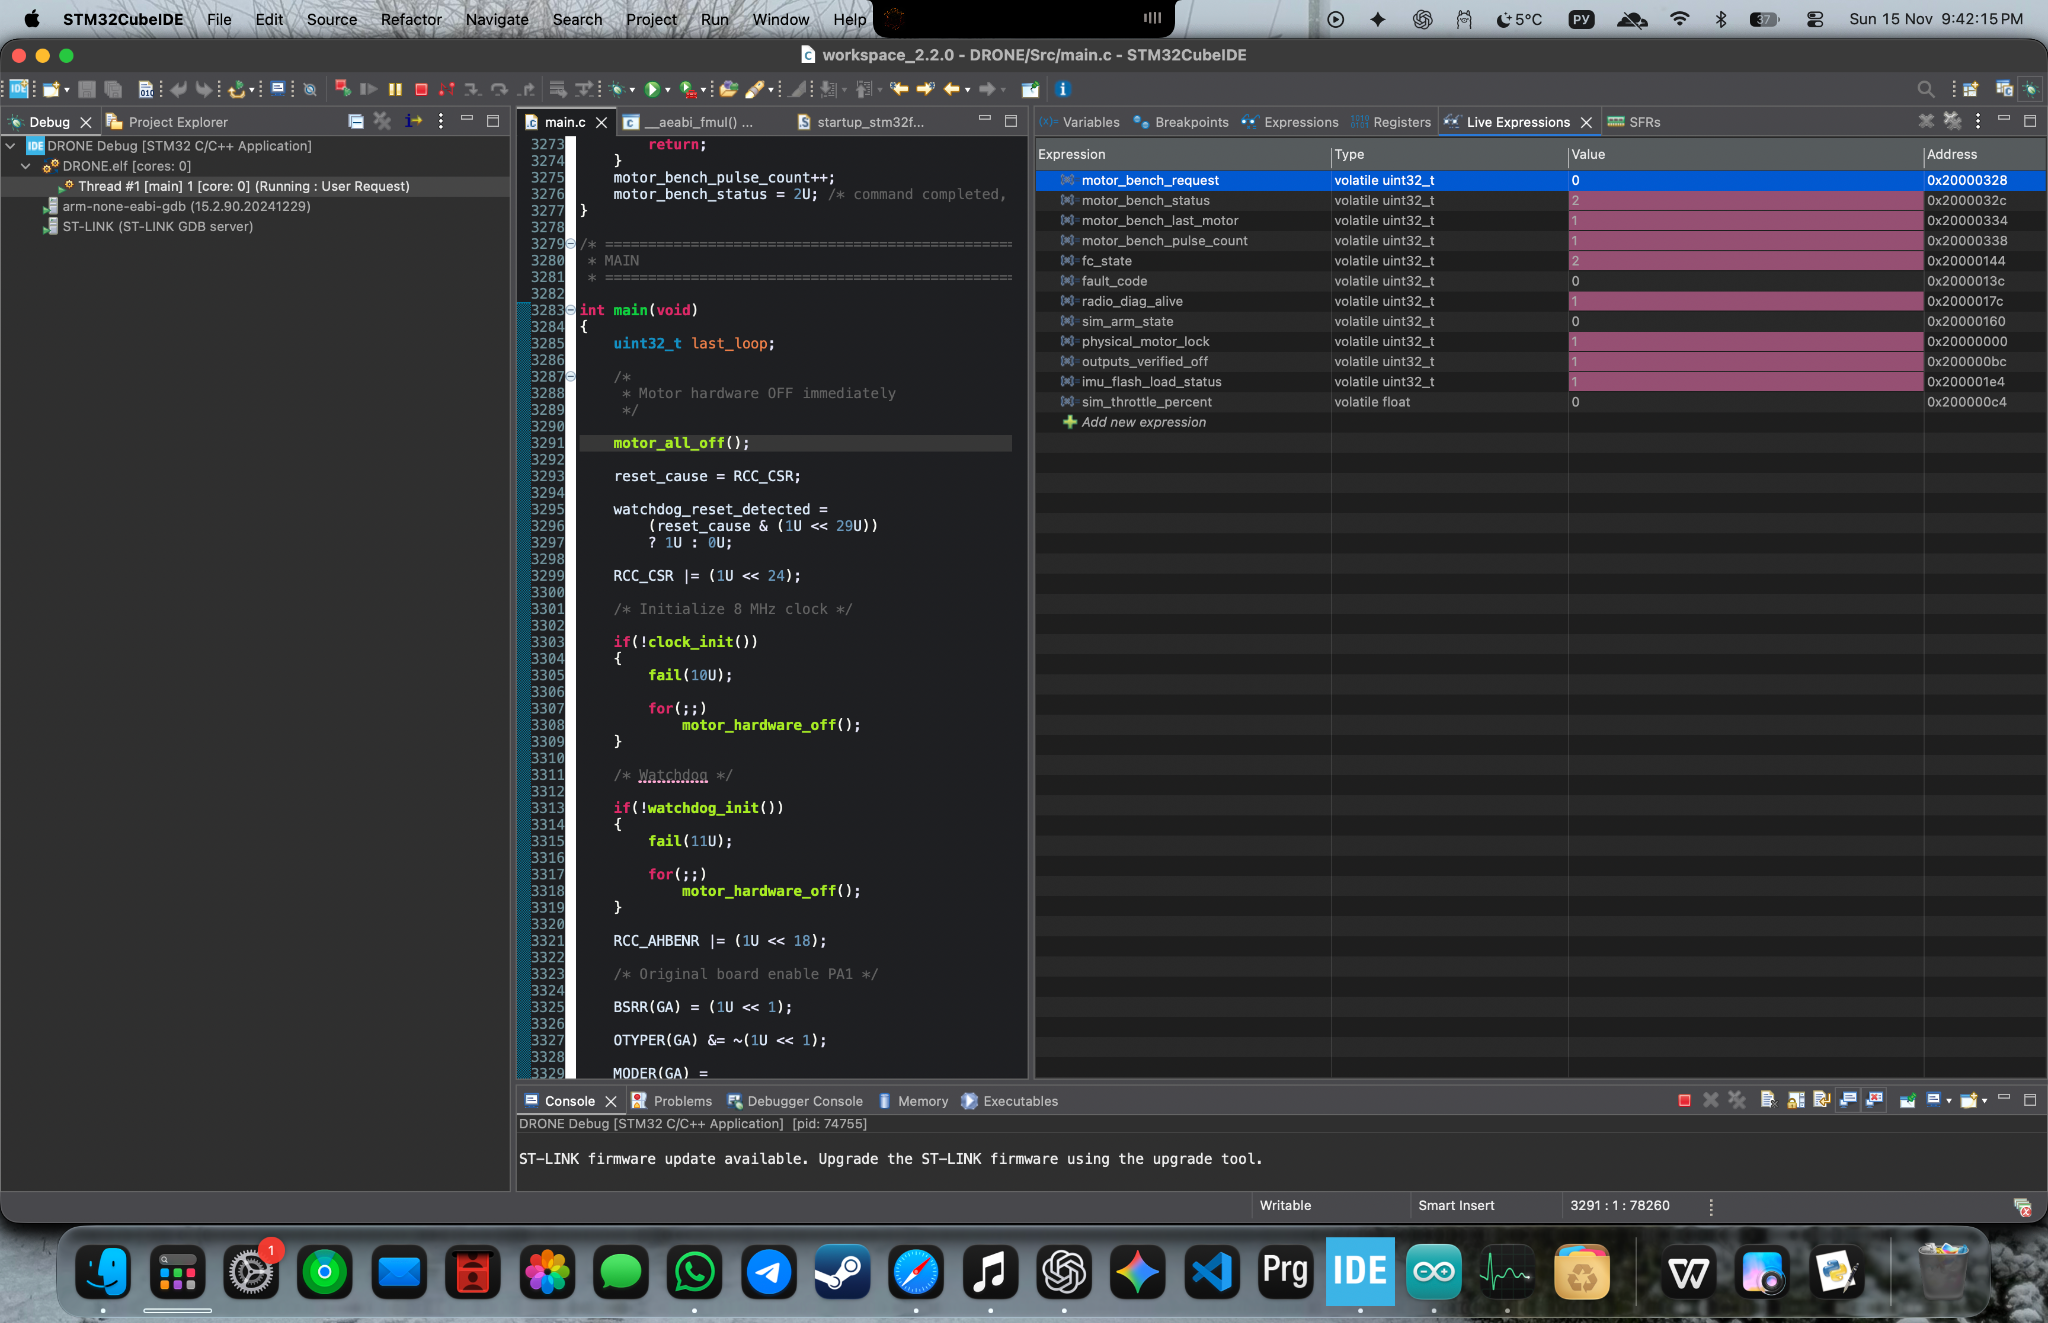 STM32CubeIDE File Edit Source Refactor Navigate Search Project Run Window Help 5°C РУ 37 Sun 15 Nov 9:42:15 PM
workspace_2.2.0 - DRONE/Src/main.c - STM32CubeIDE
Debug Project Explorer
IDE DRONE Debug [STM32 C/C++ Application]
DRONE.elf [cores: 0]
Thread #1 [main] 1 [core: 0] (Running : User Request)
arm-none-eabi-gdb (15.2.90.20241229)
ST-LINK (ST-LINK GDB server)
main.c __aeabi_fmul() ... startup_stm32f...
3273 return;
3274 }
3275 motor_bench_pulse_count++;
3276 motor_bench_status = 2U; /* command completed,
3277 }
3278
3279 /* ================================================
3280 * MAIN
3281 * ================================================
3282
3283 int main(void)
3284 {
3285 uint32_t last_loop;
3286
3287 /*
3288 * Motor hardware OFF immediately
3289 */
3290
3291 motor_all_off();
3292
3293 reset_cause = RCC_CSR;
3294
3295 watchdog_reset_detected =
3296 (reset_cause & (1U << 29U))
3297 ? 1U : 0U;
3298
3299 RCC_CSR |= (1U << 24);
3300
3301 /* Initialize 8 MHz clock */
3302
3303 if(!clock_init())
3304 {
3305 fail(10U);
3306
3307 for(;;)
3308 motor_hardware_off();
3309 }
3310
3311 /* Watchdog */
3312
3313 if(!watchdog_init())
3314 {
3315 fail(11U);
3316
3317 for(;;)
3318 motor_hardware_off();
3319 }
3320
3321 RCC_AHBENR |= (1U << 18);
3322
3323 /* Original board enable PA1 */
3324
3325 BSRR(GA) = (1U << 1);
3326
3327 OTYPER(GA) &= ~(1U << 1);
3328
3329 MODER(GA) =
Variables Breakpoints Expressions Registers Live Expressions SFRs
Expression Type Value Address
motor_bench_request volatile uint32_t 0 0x20000328
motor_bench_status volatile uint32_t 2 0x2000032c
motor_bench_last_motor volatile uint32_t 1 0x20000334
motor_bench_pulse_count volatile uint32_t 1 0x20000338
fc_state volatile uint32_t 2 0x20000144
fault_code volatile uint32_t 0 0x2000013c
radio_diag_alive volatile uint32_t 1 0x2000017c
sim_arm_state volatile uint32_t 0 0x20000160
physical_motor_lock volatile uint32_t 1 0x20000000
outputs_verified_off volatile uint32_t 1 0x200000bc
imu_flash_load_status volatile uint32_t 1 0x200001e4
sim_throttle_percent volatile float 0 0x200000c4
Add new expression
Console Problems Debugger Console Memory Executables
DRONE Debug [STM32 C/C++ Application] [pid: 74755]
ST-LINK firmware update available. Upgrade the ST-LINK firmware using the upgrade tool.
Writable Smart Insert 3291 : 1 : 78260
1
Prg IDE